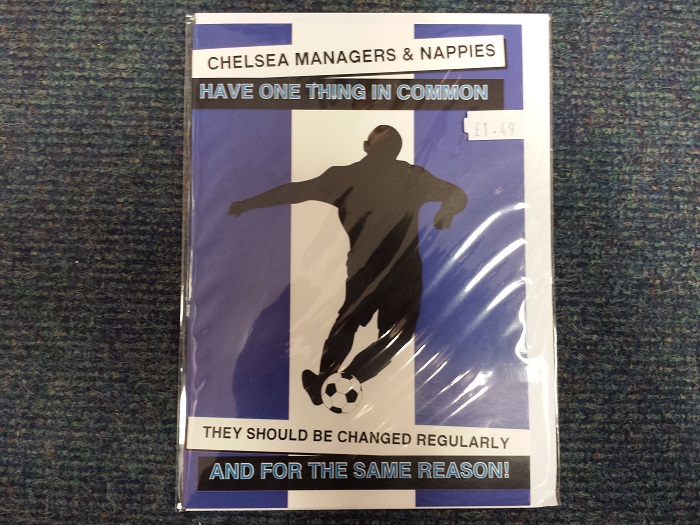 CHELSEA MANAGERS & NAPPIES
HAVE ONE THING IN COMMON
£1.49
THEY SHOULD BE CHANGED REGULARLY
AND FOR THE SAME REASON!